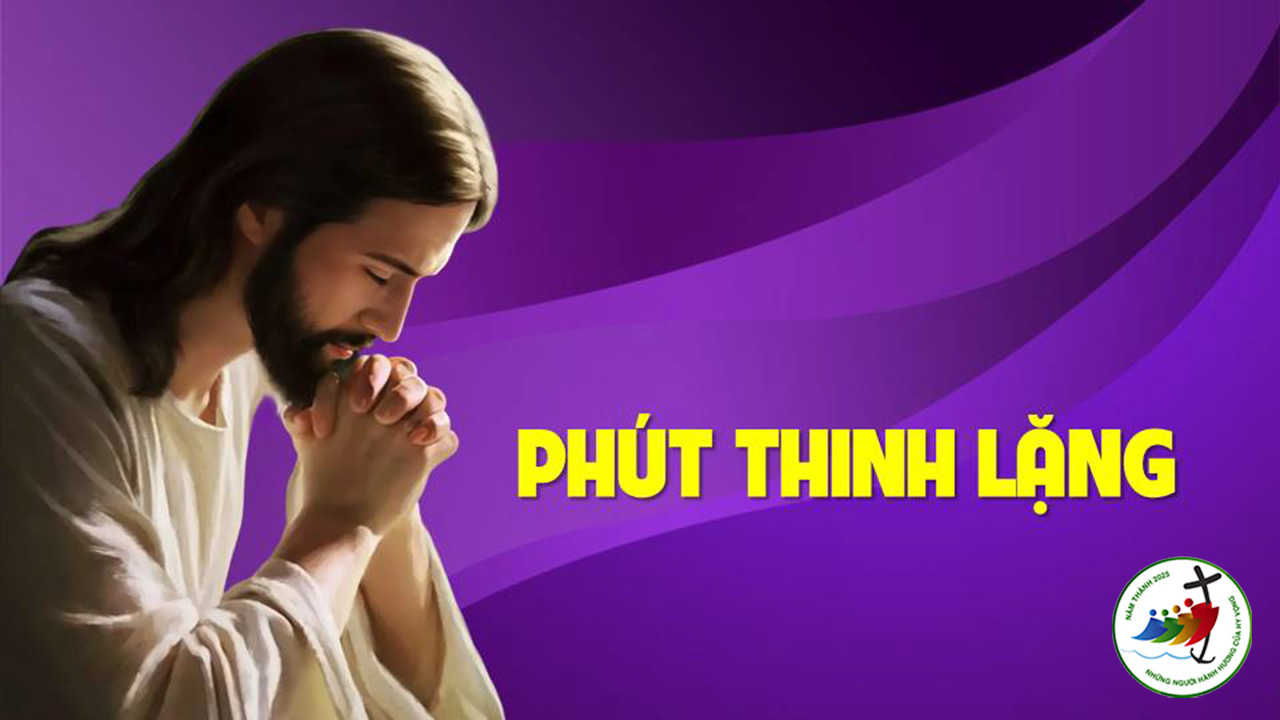 PHÚT THINH LẶNG
NĂM THÁNH 2025
NHỮNG NGƯỜI HÀNH HƯƠNG CỦA HY VỌNG